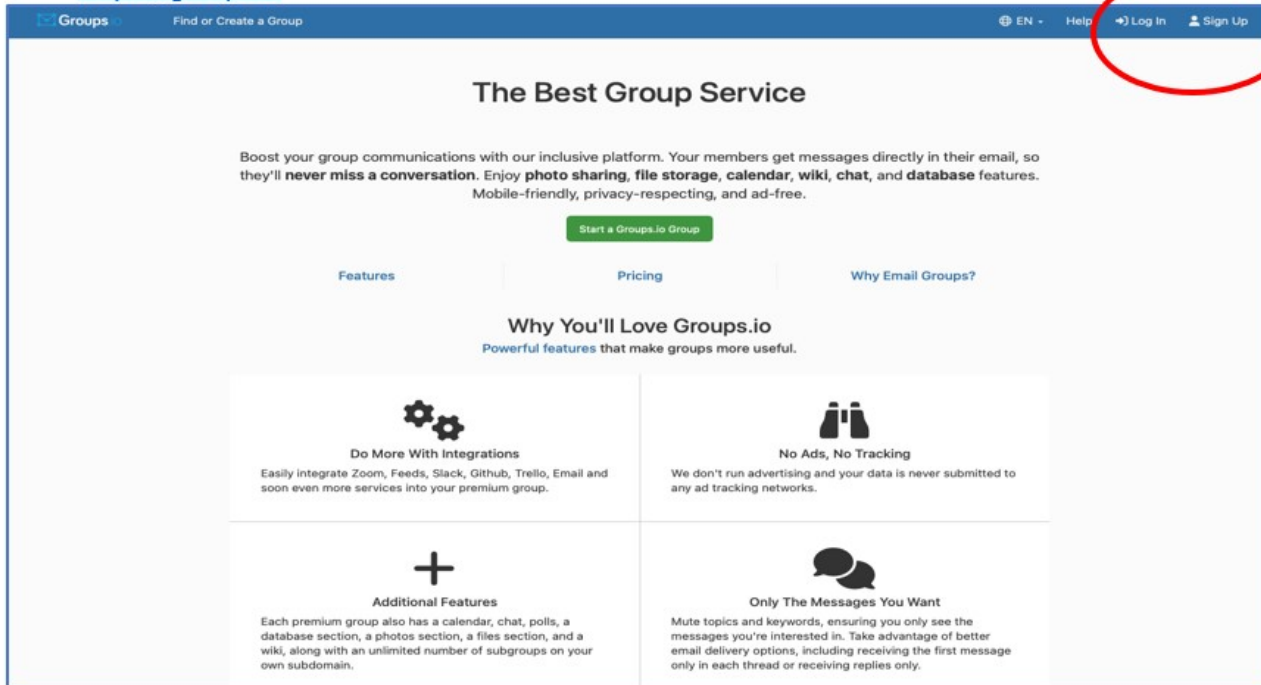 Groups.io
Find or Create a Group
EN
Help
Log In
Sign Up
The Best Group Service
Boost your group communications with our inclusive platform. Your members get messages directly in their email, so
they'll never miss a conversation. Enjoy photo sharing, file storage, calendar, wiki, chat, and database features.
Mobile-friendly, privacy-respecting, and ad-free.
Start a Groups.io Group
Features
Pricing
Why Email Groups?
Why You'll Love Groups.io
Powerful features that make groups more useful.
Do More With Integrations
Easily integrate Zoom, Feeds, Slack, Github, Trello, Email and
soon even more services into your premium group.
No Ads, No Tracking
We don't run advertising and your data is never submitted to
any ad tracking networks.
Additional Features
Each premium group also has a calendar, chat, polls, a
database section, a photos section, a files section, and a
wiki, along with an unlimited number of subgroups on your
own subdomain.
Only The Messages You Want
Mute topics and keywords, ensuring you only see the
messages you're interested in. Take advantage of better
email delivery options, including receiving the first message
only in each thread or receiving replies only.